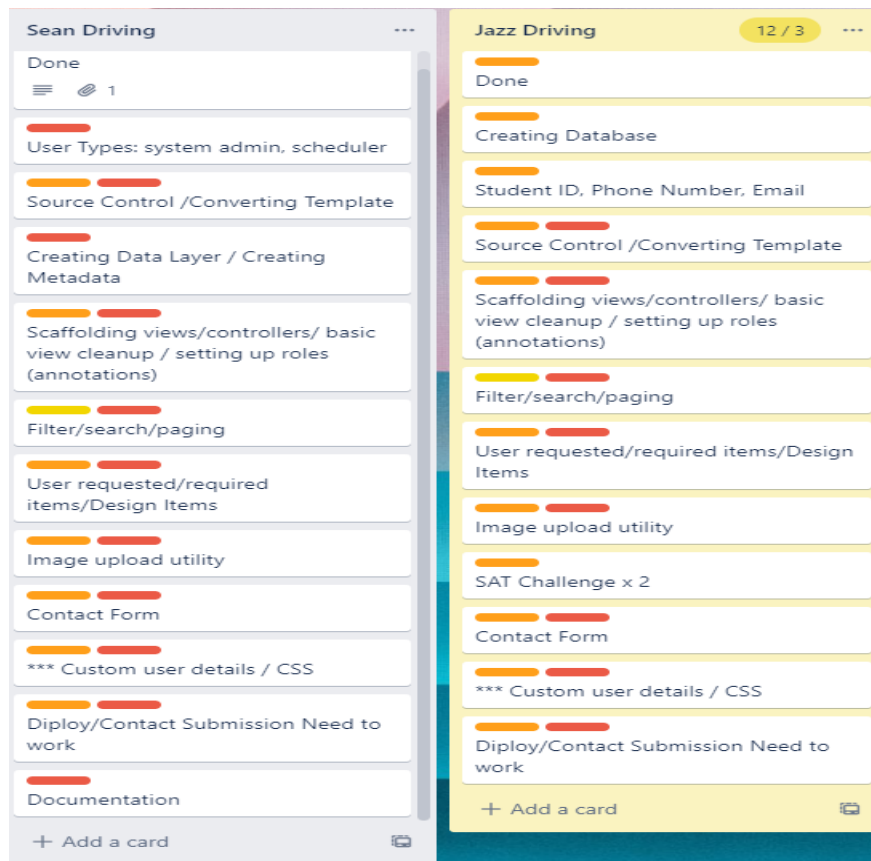 Sean Driving
Done
1
User Types: system admin, scheduler
Source Control /Converting Template
Creating Data Layer / Creating
Metadata
Scaffolding views/controllers/ basic
view cleanup / setting up roles
(annotations)
Filter/search/paging
User requested/required
items/Design Items
Image upload utility
Contact Form
*** Custom user details / CSS
Diploy/Contact Submission Need to
work
Documentation
+ Add a card
Jazz Driving
12 / 3
Done
Creating Database
Student ID, Phone Number, Email
Source Control /Converting Template
Scaffolding views/controllers/ basic
view cleanup / setting up roles
(annotations)
Filter/search/paging
User requested/required items/Design
Items
Image upload utility
SAT Challenge x 2
Contact Form
*** Custom user details / CSS
Diploy/Contact Submission Need to
work
+ Add a card